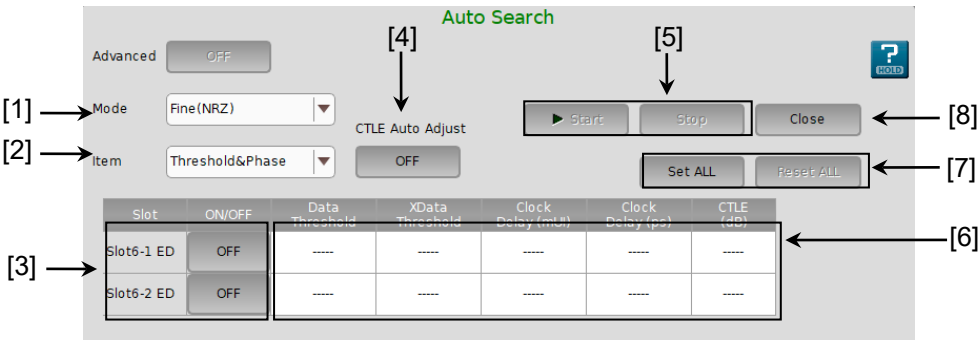 Auto Search
[4]
[5]
Advanced
OFF
?
HOLD
[1]
Mode
Fine(NRZ)
CTLE Auto Adjust
Start
Stop
Close
[8]
[2]
Item
Threshold&Phase
OFF
Set ALL
Reset ALL
[7]
Slot
ON/OFF
Data
Threshold
XData
Threshold
Clock
Delay (mUI)
Clock
Delay (ps)
CTLE
(dB)
[6]
[3]
Slot6-1 ED
OFF
-----
-----
-----
-----
-----
Slot6-2 ED
OFF
-----
-----
-----
-----
-----